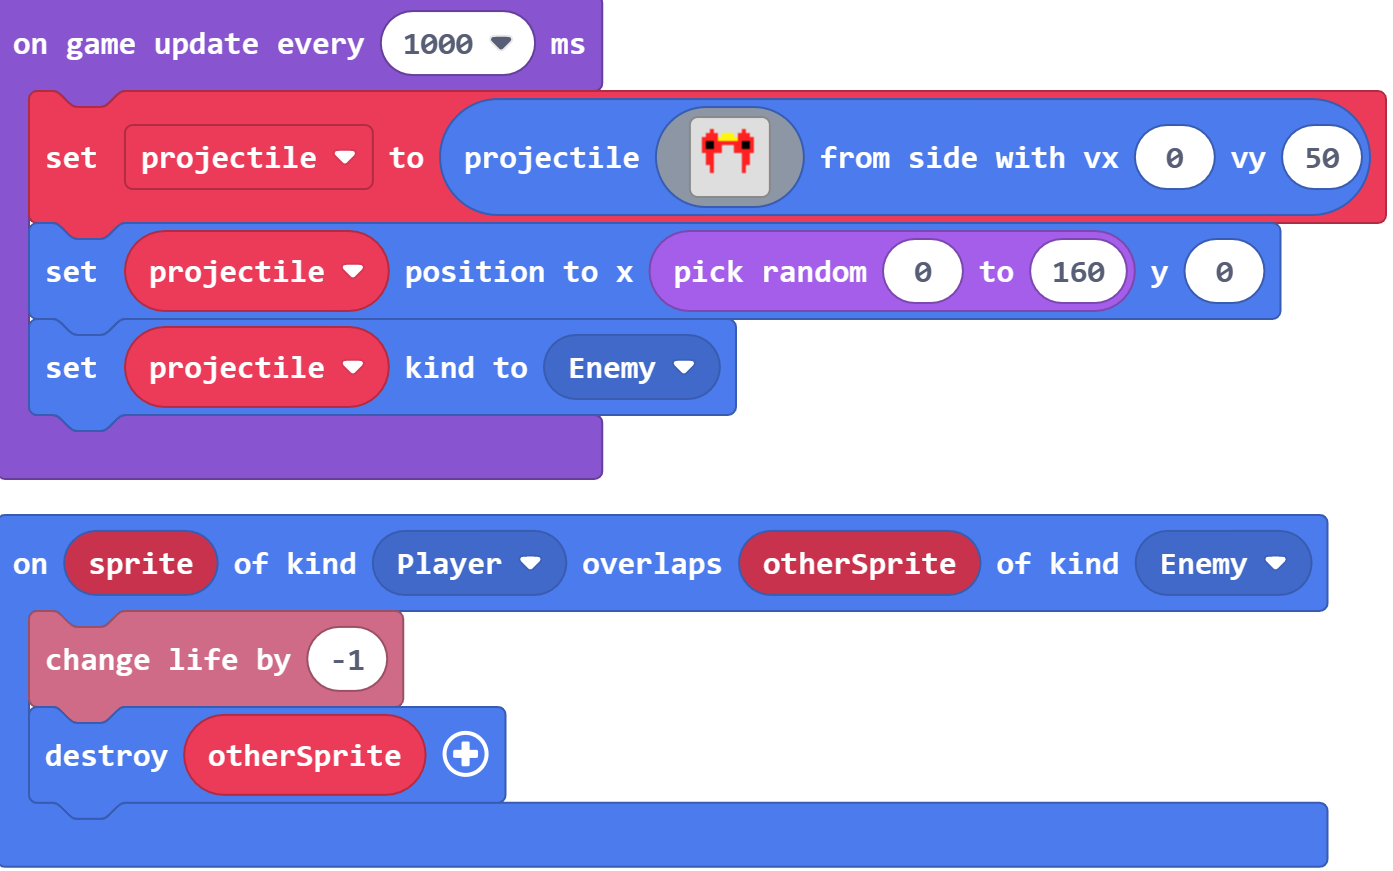 on game update every 1000 ms
set projectile to projectile from side with vx 0 vy 50
set projectile position to x pick random 0 to 160 y 0
set projectile kind to Enemy
on sprite of kind Player overlaps otherSprite of kind Enemy
change life by -1
destroy otherSprite